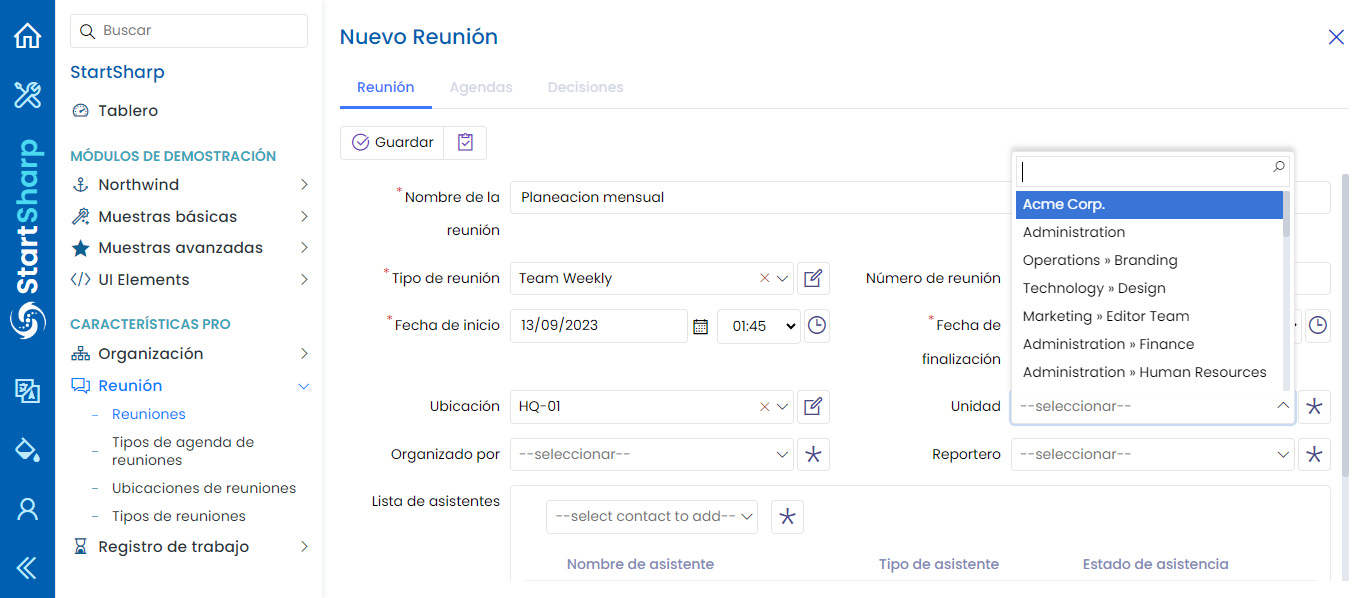 StartSharp
Buscar
StartSharp
Tablero
MÓDULOS DE DEMOSTRACIÓN
Northwind
Muestras básicas
Muestras avanzadas
UI Elements
CARACTERÍSTICAS PRO
Organización
Reunión
Reuniones
Tipos de agenda de
reuniones
Ubicaciones de reuniones
Tipos de reuniones
Registro de trabajo
Nuevo Reunión
Reunión Agendas Decisiones
Guardar
*Nombre de la
reunión
Planeacion mensual
*Tipo de reunión Team Weekly
Número de reunión
*Fecha de inicio 13/09/2023 01:45
*Fecha de
finalización
Ubicación HQ-01
Unidad --seleccionar--
Acme Corp.
Administration
Operations » Branding
Technology » Design
Marketing » Editor Team
Administration » Finance
Administration » Human Resources
Organizado por --seleccionar--
Reportero --seleccionar--
Lista de asistentes
--select contact to add--
Nombre de asistente Tipo de asistente Estado de asistencia